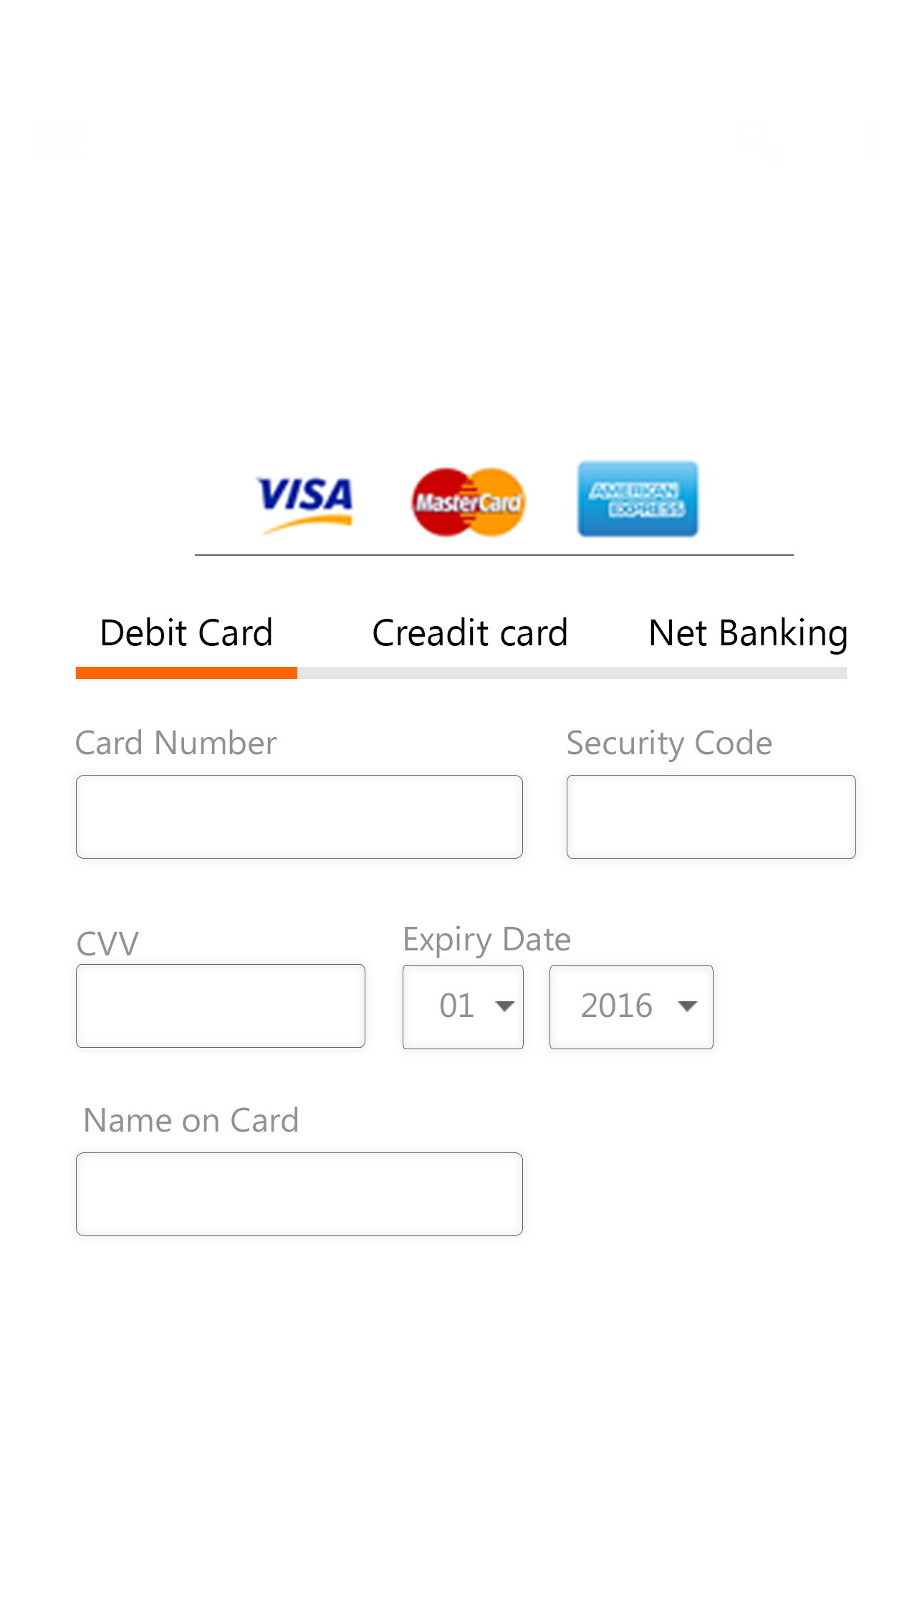 VISA MasterCard AMERICAN EXPRESS
Debit Card Creadit card Net Banking
Card Number Security Code
CVV Expiry Date
01 2016
Name on Card